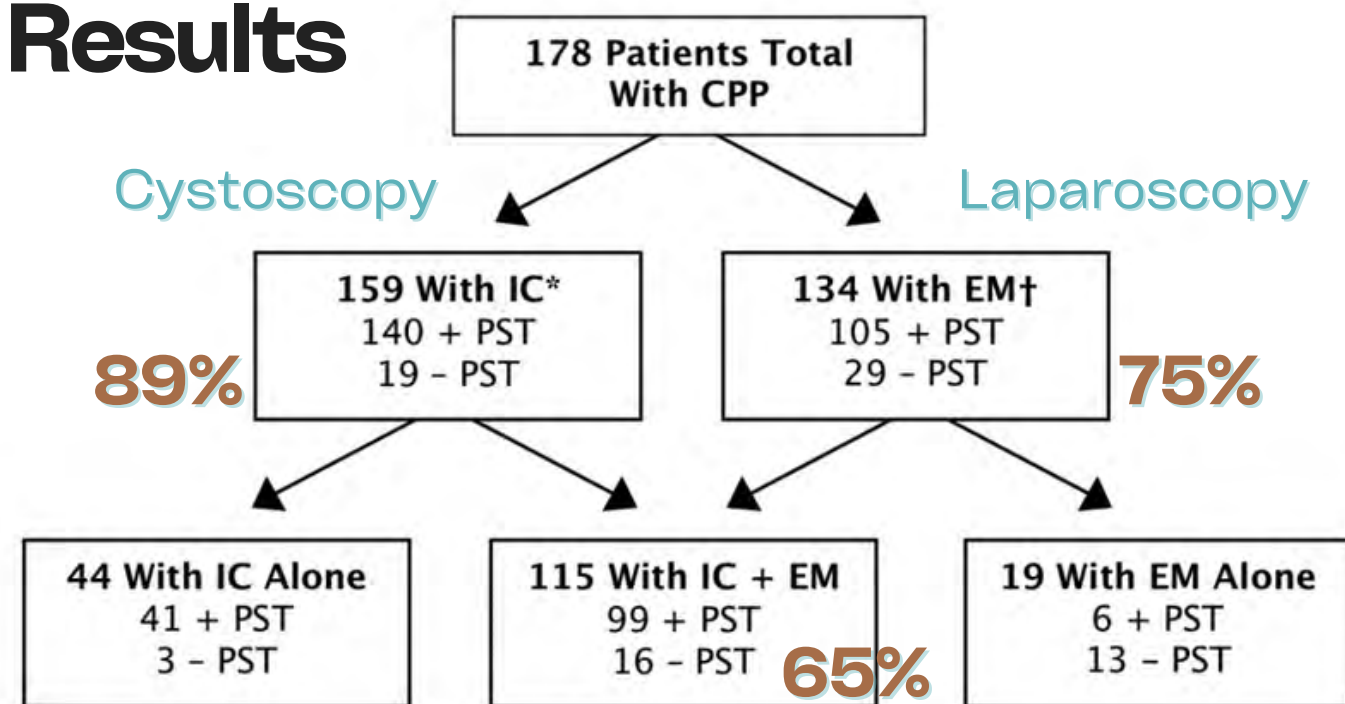 Results
178 Patients Total
With CPP
Cystoscopy
Laparoscopy
159 With IC*
140 + PST
19 – PST
89%
134 With EM†
105 + PST
29 – PST
75%
44 With IC Alone
41 + PST
3 – PST
115 With IC + EM
99 + PST
16 – PST
65%
19 With EM Alone
6 + PST
13 – PST